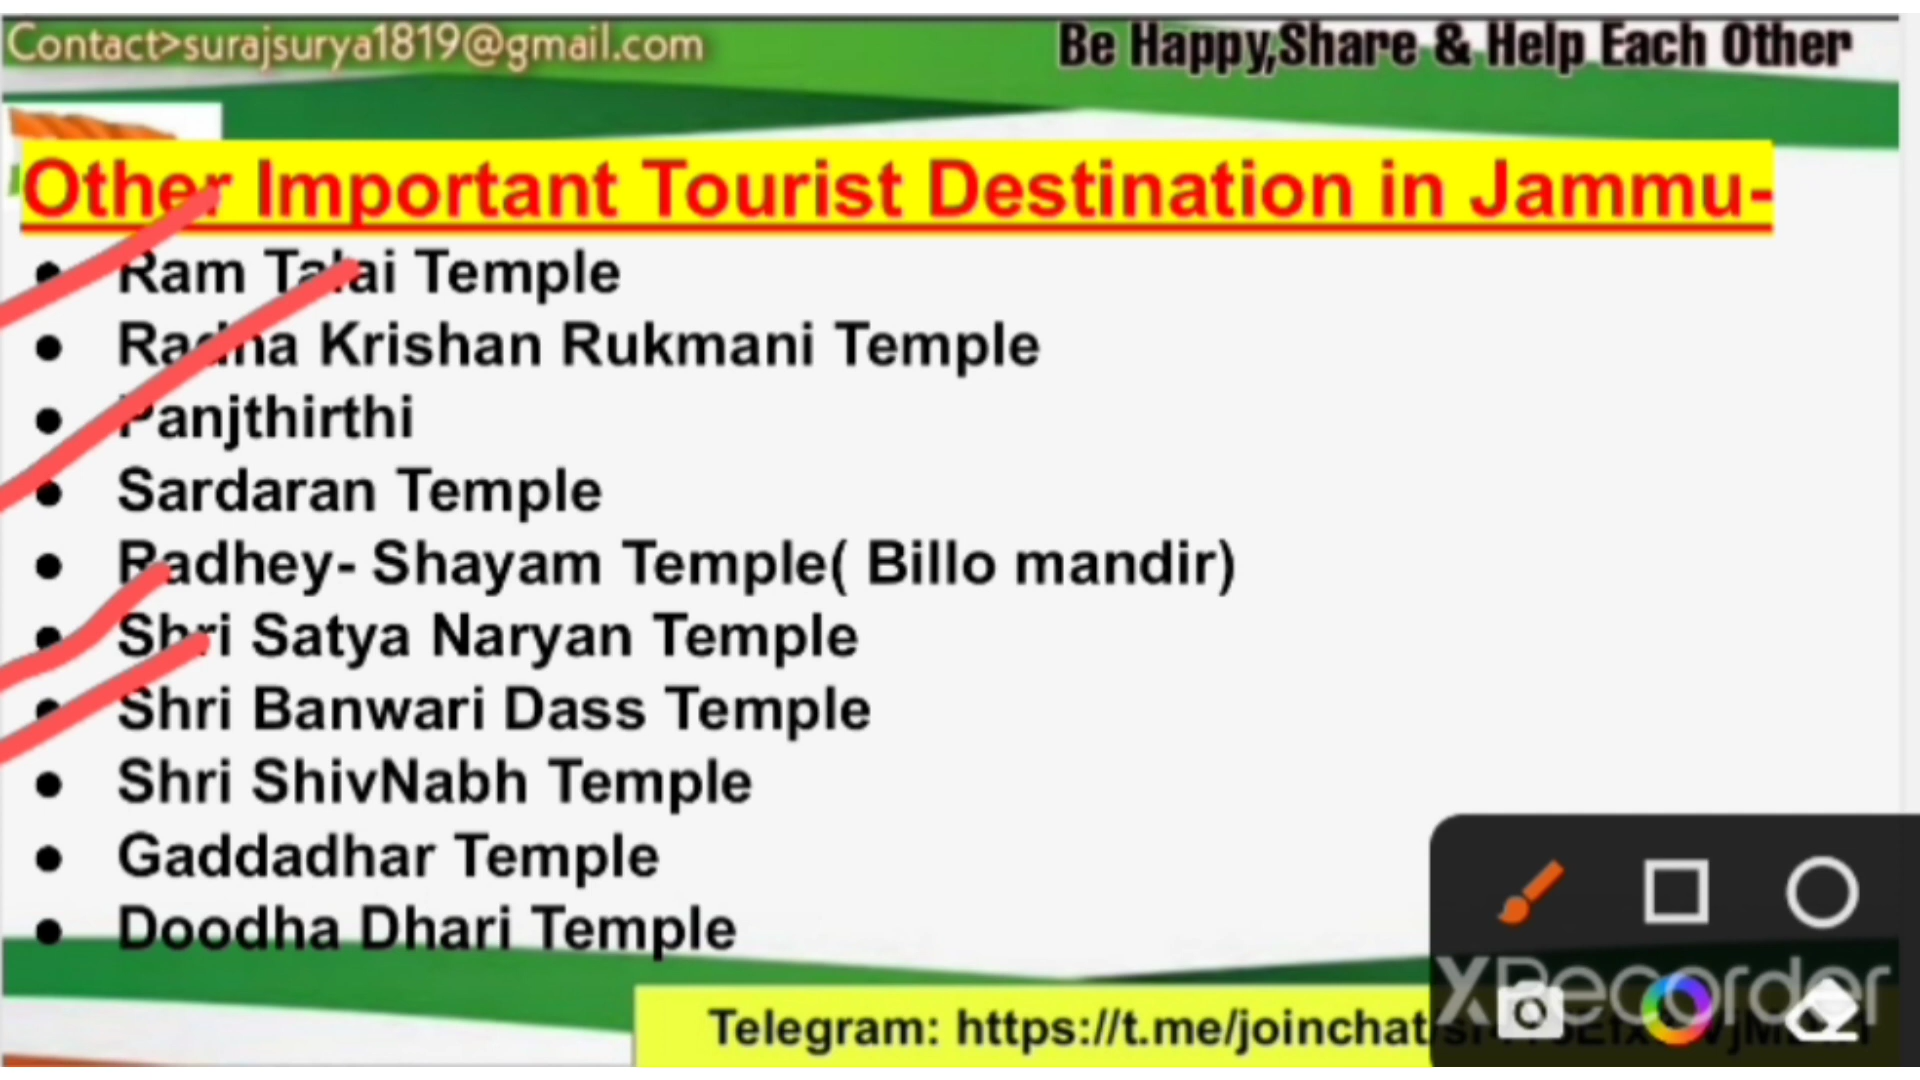 Contact>surajsurya1819@gmail.com
Be Happy,Share & Help Each Other
Other Important Tourist Destination in Jammu-
● Ram Talai Temple
● Radha Krishan Rukmani Temple
● Panjthirthi
● Sardaran Temple
● Radhey- Shayam Temple( Billo mandir)
● Shri Satya Naryan Temple
● Shri Banwari Dass Temple
● Shri ShivNabh Temple
● Gaddadhar Temple
● Doodha Dhari Temple
XRecorder
Telegram: https://t.me/joinchat